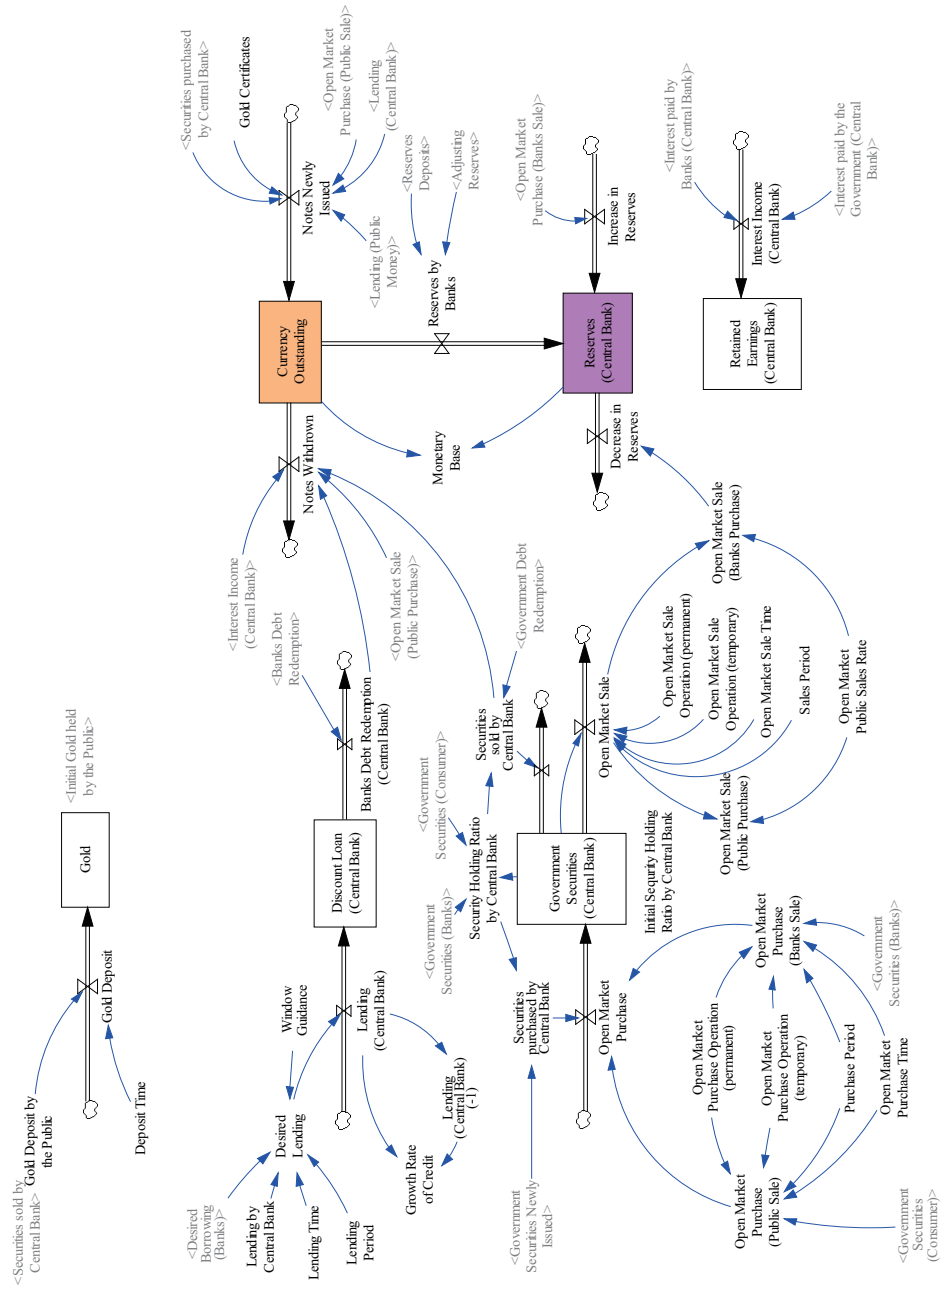 <Securities sold by
Central Bank>
Gold Deposit by
the Public
Deposit Time
Gold Deposit
Gold
<Initial Gold held
by the Public>
<Desired
Borrowing
(Banks)>
Lending by
Central Bank
Lending Time
Lending
Period
Desired
Lending
Window
Guidance
Lending
(Central Bank)
Growth Rate
of Credit
Lending
(Central Bank)
(-1)
Discount Loan
(Central Bank)
Banks Debt Redemption
(Central Bank)
<Banks Debt
Redemption>
<Interest Income
(Central Bank)>
<Open Market Sale
(Public Purchase)>
Notes Withdrown
Currency
Outstanding
Notes Newly
Issued
<Securities purchased
by Central Bank>
Gold Certificates
<Open Market
Purchase (Public Sale)>
<Lending
(Central Bank)>
<Lending (Public
Money)>
<Reserves
Deposits>
<Adjusting
Reserves>
Reserves by
Banks
Monetary
Base
<Government
Securities Newly
Issued>
<Government
Securities (Banks)>
<Government
Securities (Consumer)>
Security Holding Ratio
by Central Bank
Securities
sold by
Central Bank
<Government Debt
Redemption>
Securities
purchased by
Central Bank
Open Market
Purchase
Government
Securities
(Central Bank)
Open Market Sale
Initial Sequrity Holding
Ratio by Central Bank
Open Market Sale
Operation (permanent)
Open Market Sale
Operation (temporary)
Open Market Sale Time
Sales Period
Open Market
Public Sales Rate
Open Market Sale
(Public Purchase)
Open Market Sale
(Banks Purchase)
Decrease in
Reserves
Reserves
(Central Bank)
Increase in
Reserves
<Open Market
Purchase (Banks Sale)>
Open Market
Purchase
(Public Sale)
Open Market
Purchase Operation
(permanent)
Open Market
Purchase Operation
(temporary)
Purchase Period
Open Market
Purchase Time
Open Market
Purchase
(Banks Sale)
<Government
Securities (Banks)>
<Government
Securities
(Consumer)>
Retained
Earnings
(Central Bank)
Interest Income
(Central Bank)
<Interest paid by
Banks (Central Bank)>
<Interest paid by the
Government (Central
Bank)>